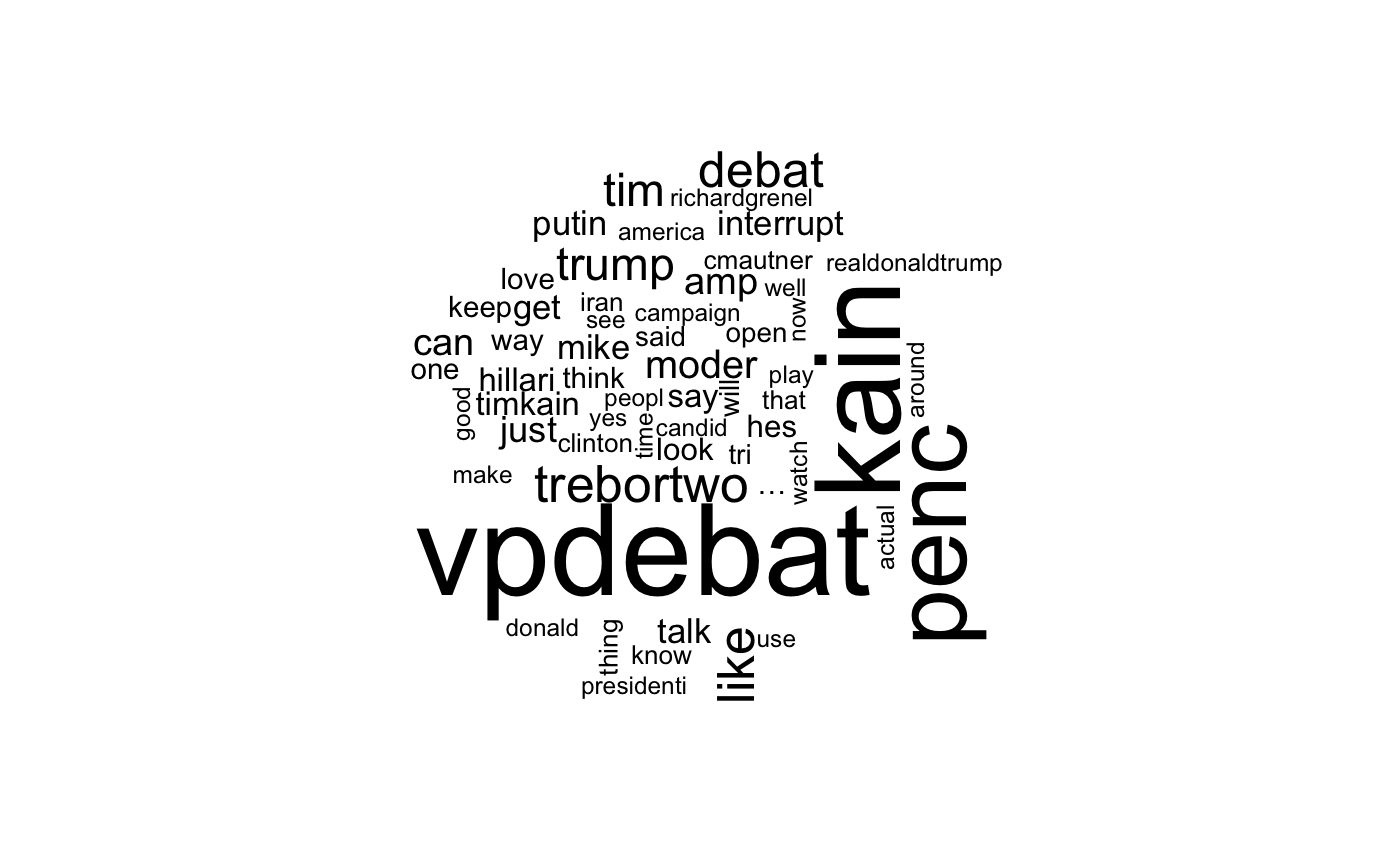 debat
tim
richardgrenel
putin
america
interrupt
trump
cmautner
realdonaldtrump
love
amp
well
keep
get
iran
see
campaign
now
can
way
mike
said
open
kain
one
moder
around
hillari
think
play
good
timkain
peopl
say
will
that
just
yes
time
candid
hes
clinton
look
tri
watch
penc
make
trebortwo
...
vpdebat
actual
donald
thing
talk
like
use
know
presidenti